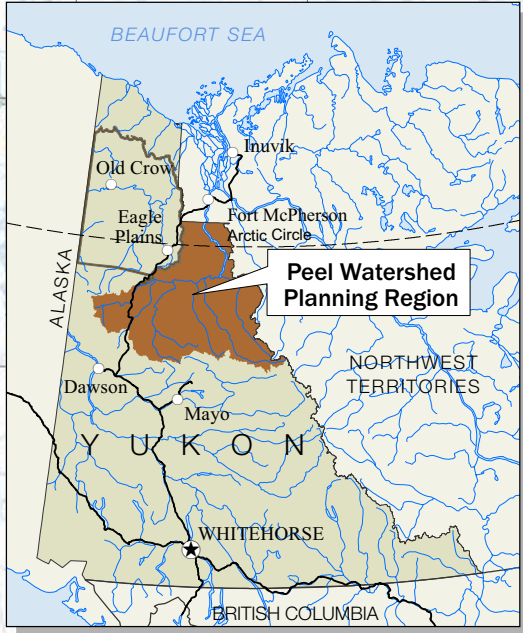 BEAUFORT SEA
Inuvik
Old Crow
Eagle
Plains
Fort McPherson
Arctic Circle
ALASKA
Peel Watershed
Planning Region
NORTHWEST
TERRITORIES
Dawson
Mayo
YUKON
WHITEHORSE
BRITISH COLUMBIA